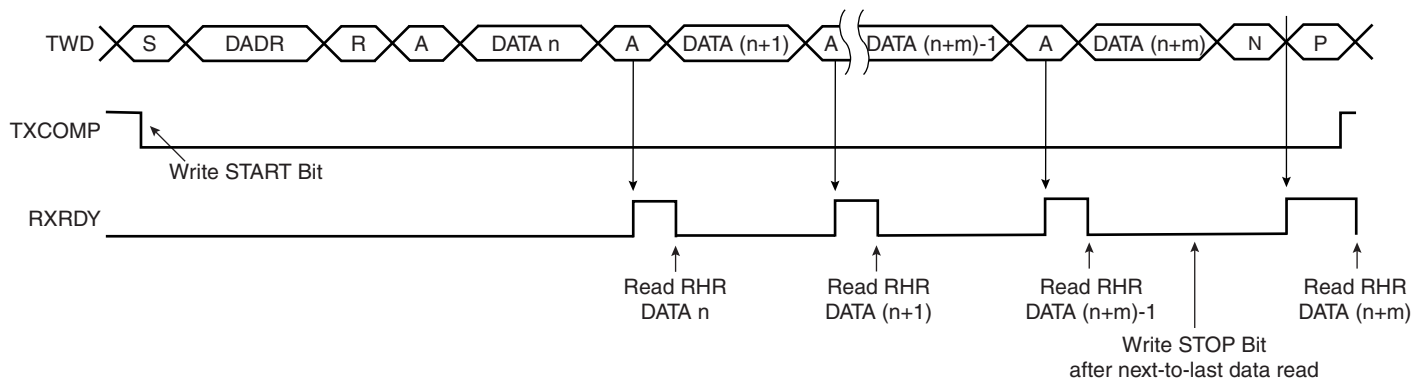 TWD S DADR R A DATA n A DATA (n+1) A DATA (n+m)-1 A DATA (n+m) N P
TXCOMP
Write START Bit
RXRDY
Read RHR Read RHR Read RHR Read RHR
DATA n DATA (n+1) DATA (n+m)-1 DATA (n+m)
Write STOP Bit
after next-to-last data read